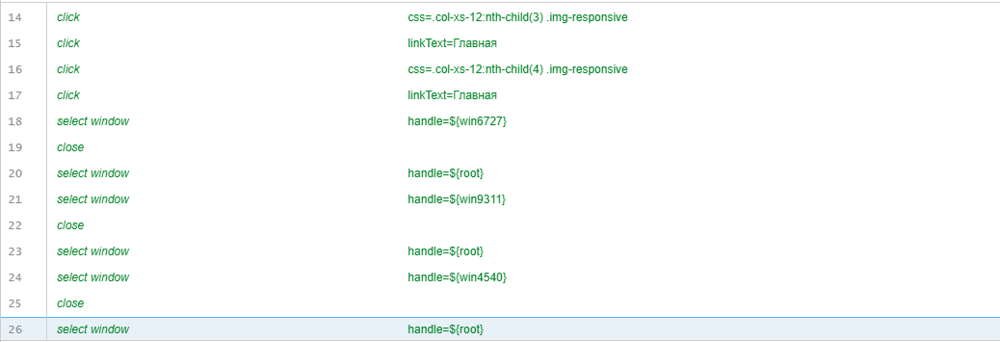 14 click css=.col-xs-12:nth-child(3) .img-responsive
15 click linkText=Главная
16 click css=.col-xs-12:nth-child(4) .img-responsive
17 click linkText=Главная
18 select window handle=${win6727}
19 close
20 select window handle=${root}
21 select window handle=${win9311}
22 close
23 select window handle=${root}
24 select window handle=${win4540}
25 close
26 select window handle=${root}